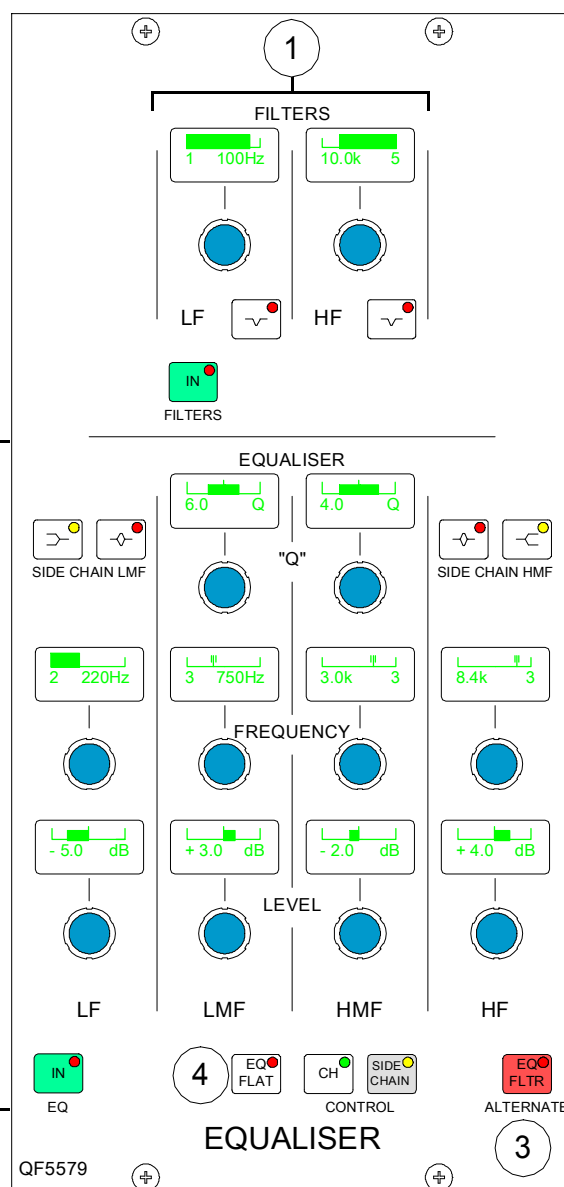 1
FILTERS
1 100Hz
10.0k 5
LF
HF
IN
FILTERS
EQUALISER
6.0 Q
4.0 Q
"Q"
SIDE CHAIN LMF
SIDE CHAIN HMF
2 220Hz
3 750Hz
3.0k 3
8.4k 3
FREQUENCY
- 5.0 dB
+ 3.0 dB
- 2.0 dB
+ 4.0 dB
LEVEL
LF
LMF
HMF
HF
IN
EQ
4
EQ
FLAT
CH
SIDE
CHAIN
CONTROL
EQ
FLTR
ALTERNATE
EQUALISER
3
QF5579